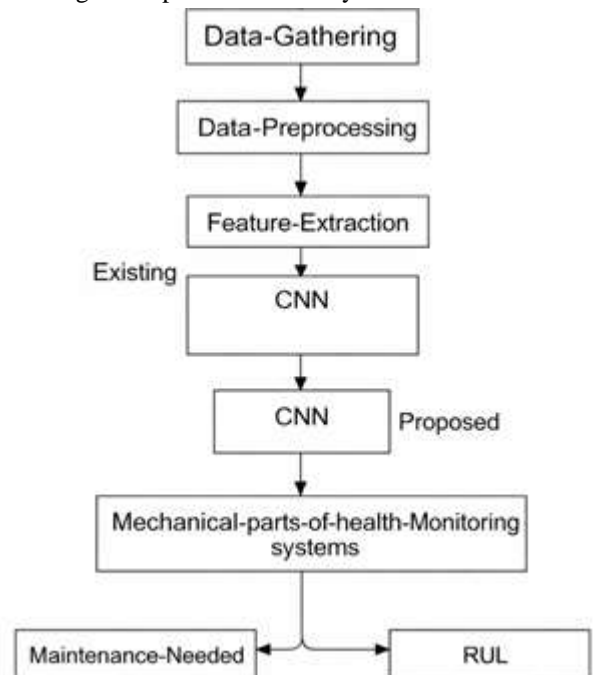 Data-Gathering
Data-Preprocessing
Feature-Extraction
Existing
CNN
CNN
Proposed
Mechanical-parts-of-health-Monitoring
systems
Maintenance-Needed
RUL